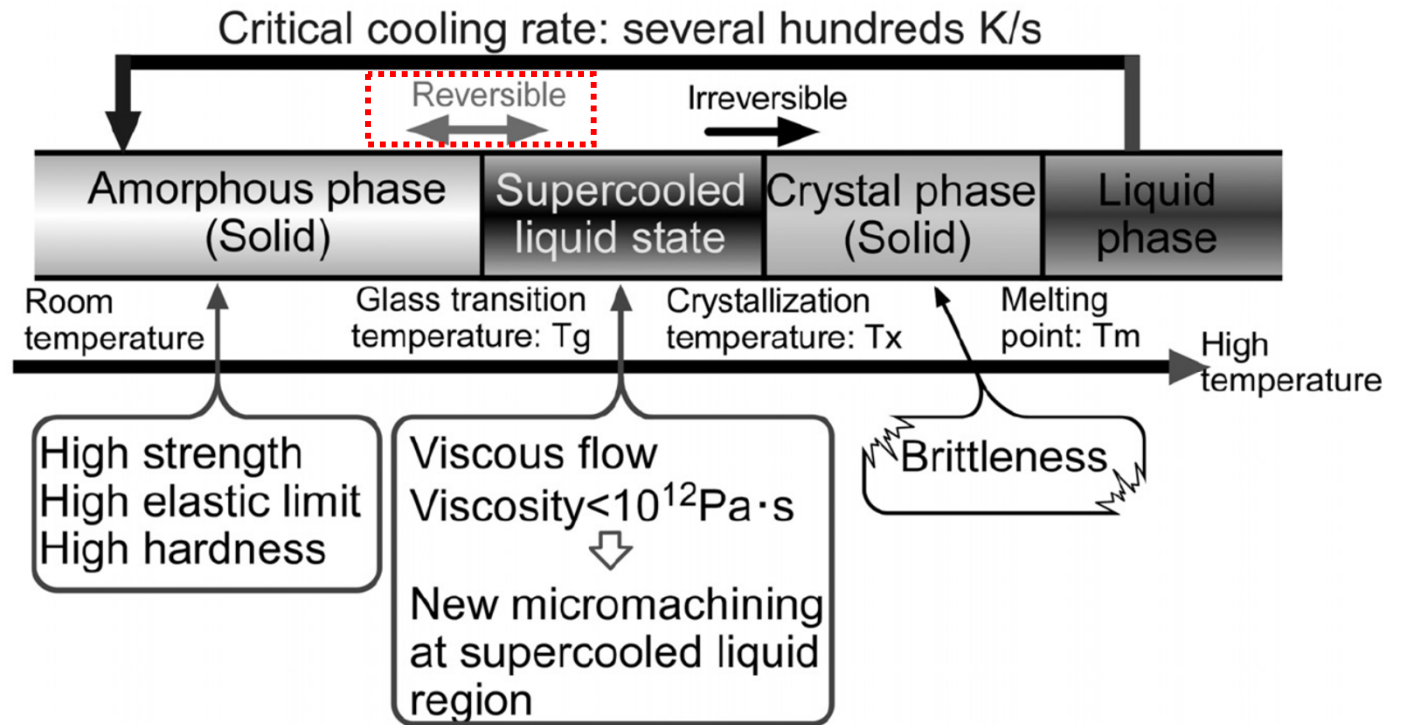 Critical cooling rate: several hundreds K/s
Reversible
Irreversible
Amorphous phase
(Solid)
Supercooled
liquid state
Crystal phase
(Solid)
Liquid
phase
Room
temperature
Glass transition
temperature: Tg
Crystallization
temperature: Tx
Melting
point: Tm
High
temperature
High strength
High elastic limit
High hardness
Viscous flow
Viscosity<10¹²Pa·s
New micromachining
at supercooled liquid
region
Brittleness